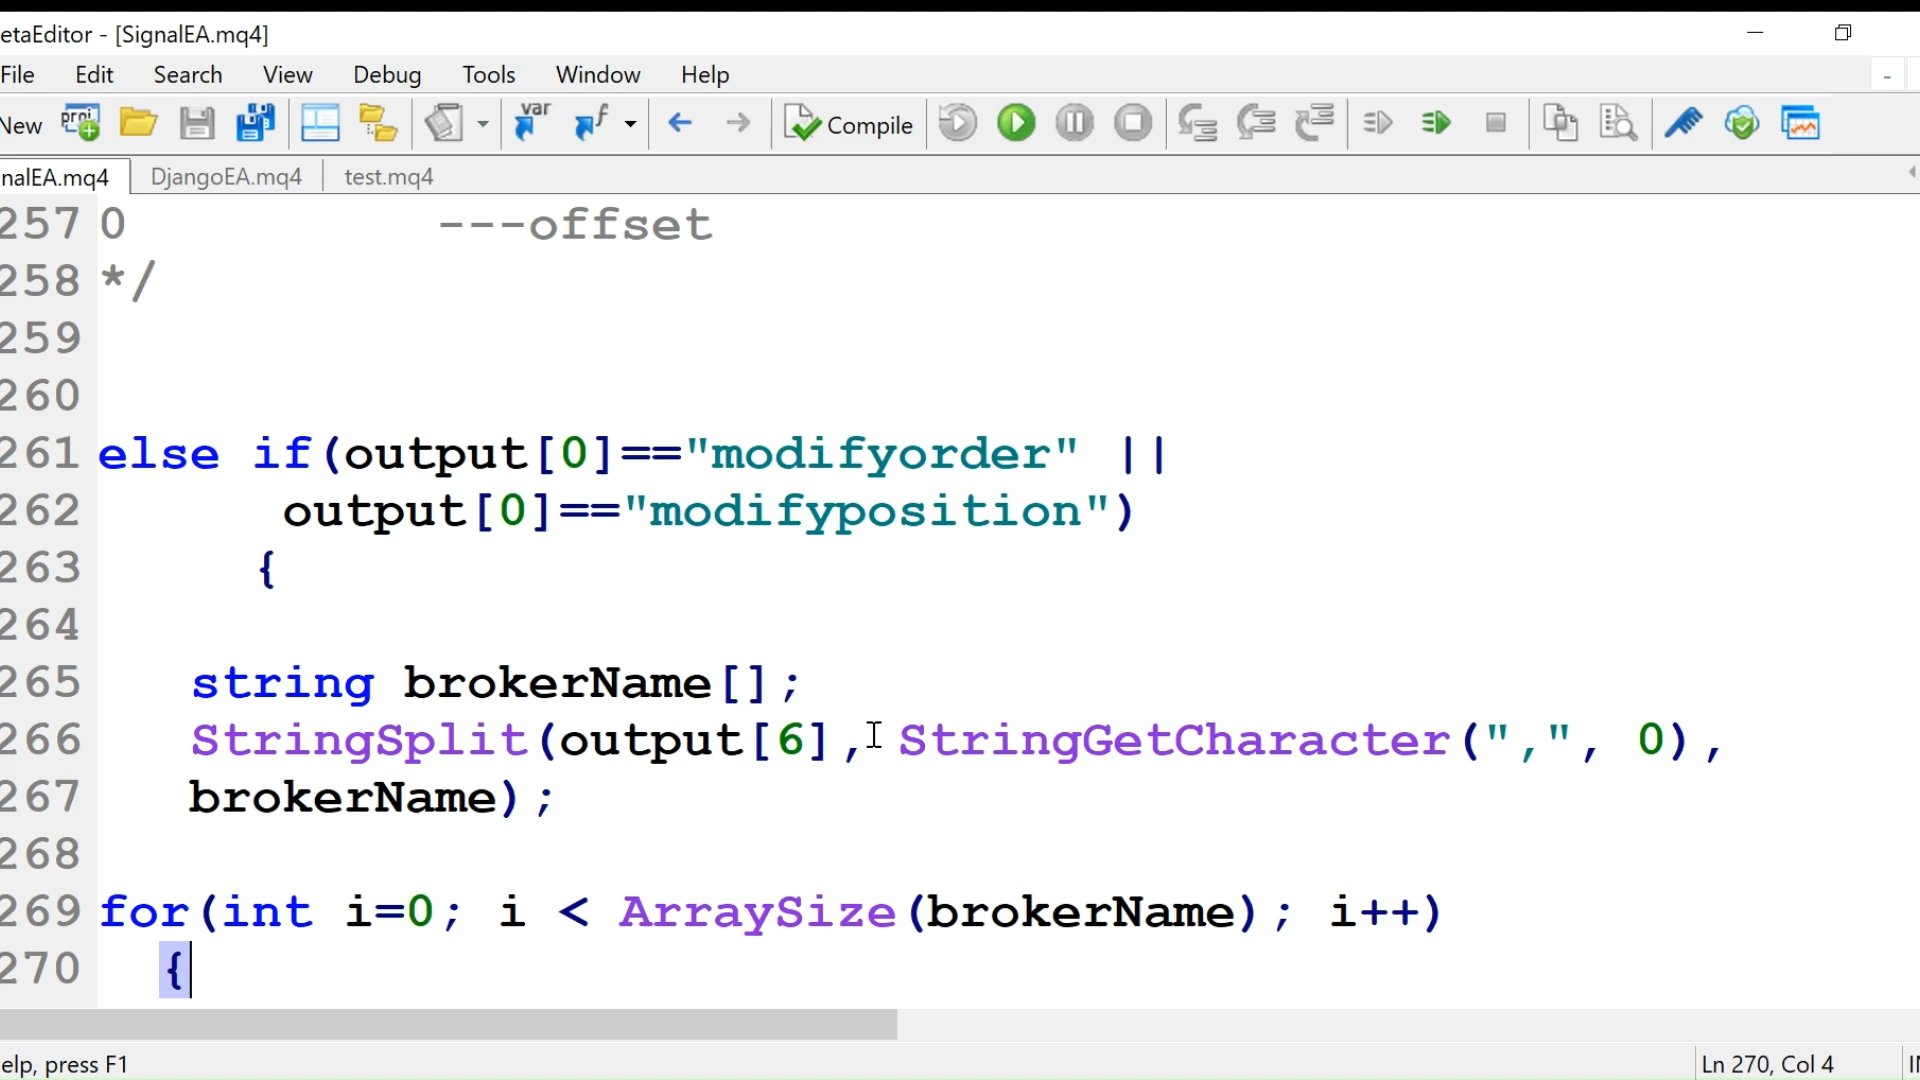 etaEditor - [SignalEA.mq4]
File Edit Search View Debug Tools Window Help
New proj var f Compile
nalEA.mq4 DjangoEA.mq4 test.mq4
257 0 ---offset
258 */
259
260
261 else if(output[0]=="modifyorder" ||
262 output[0]=="modifyposition")
263 {
264
265 string brokerName[];
266 StringSplit(output[6], StringGetCharacter(",", 0),
267 brokerName);
268
269 for(int i=0; i < ArraySize(brokerName); i++)
270 {
elp, press F1 Ln 270, Col 4